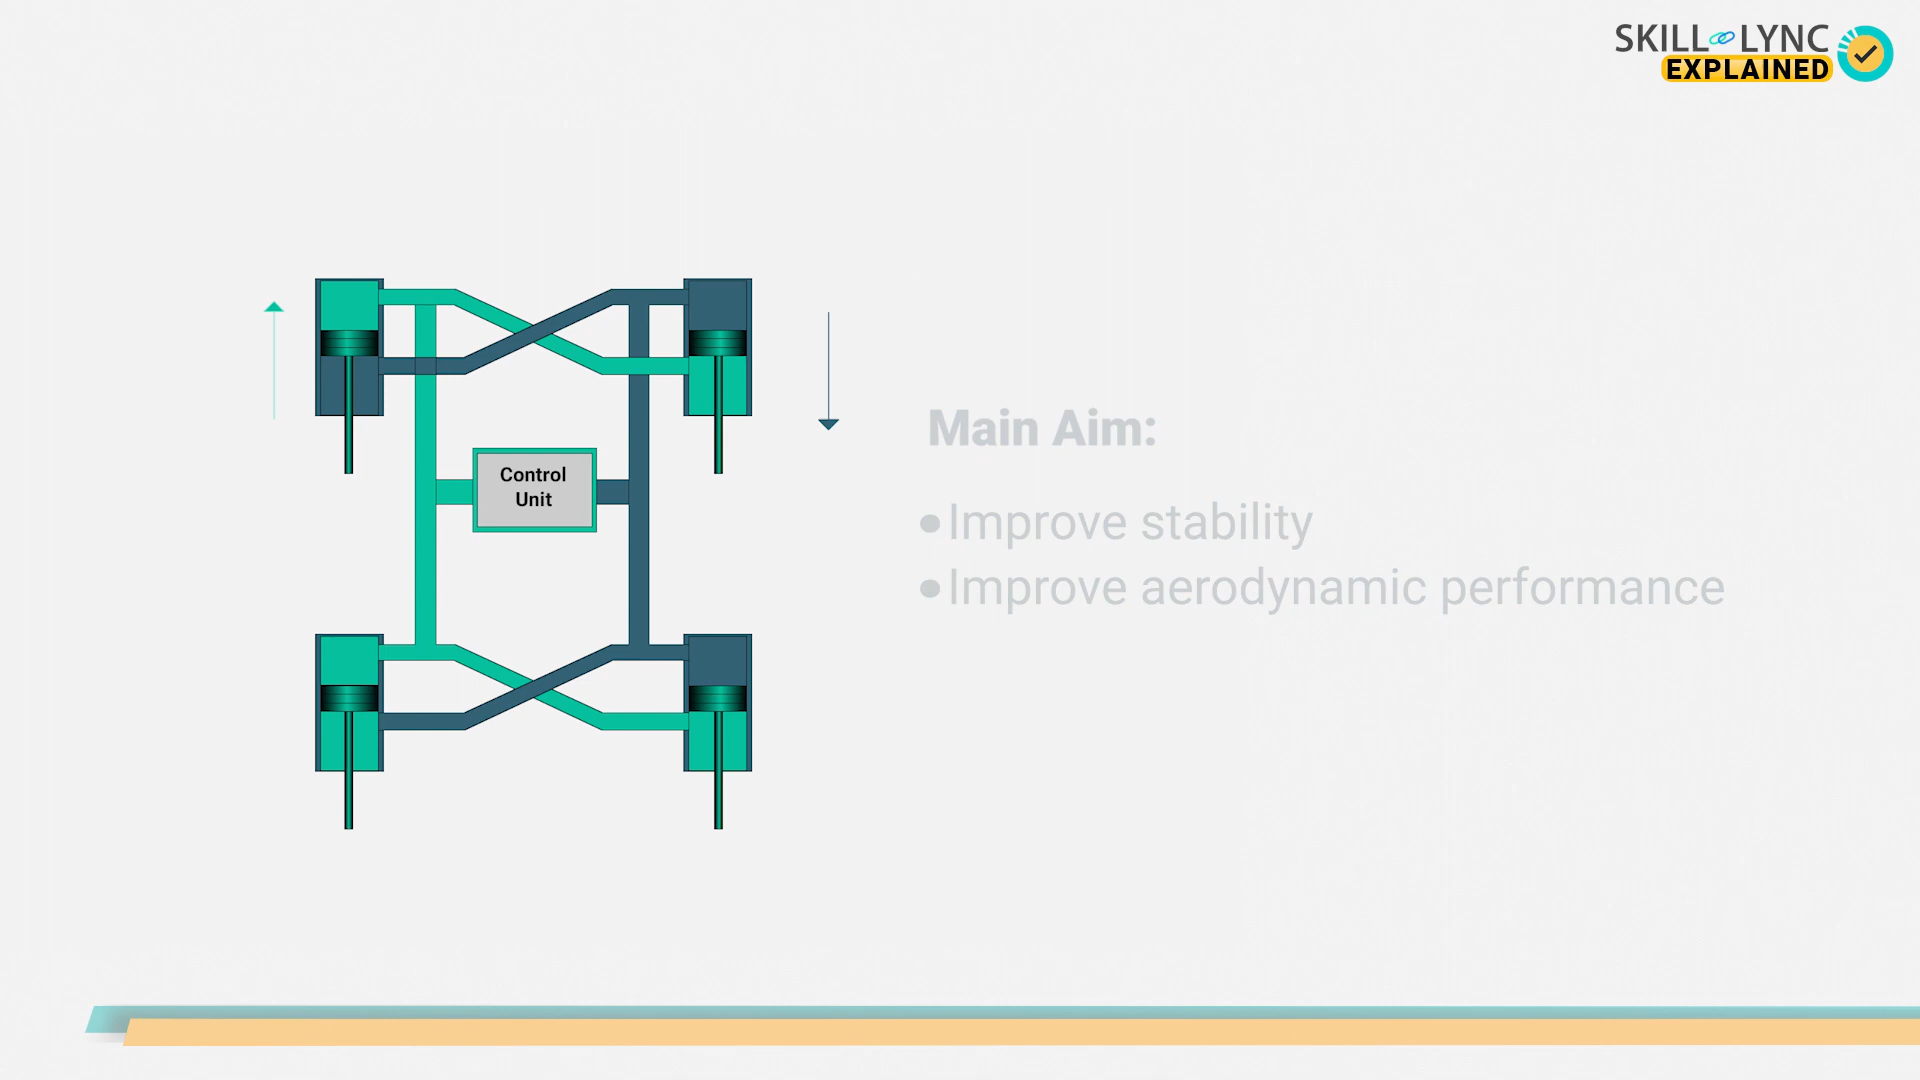 SKILL LYNC
EXPLAINED
Control
Unit
Main Aim:
•Improve stability
•Improve aerodynamic performance